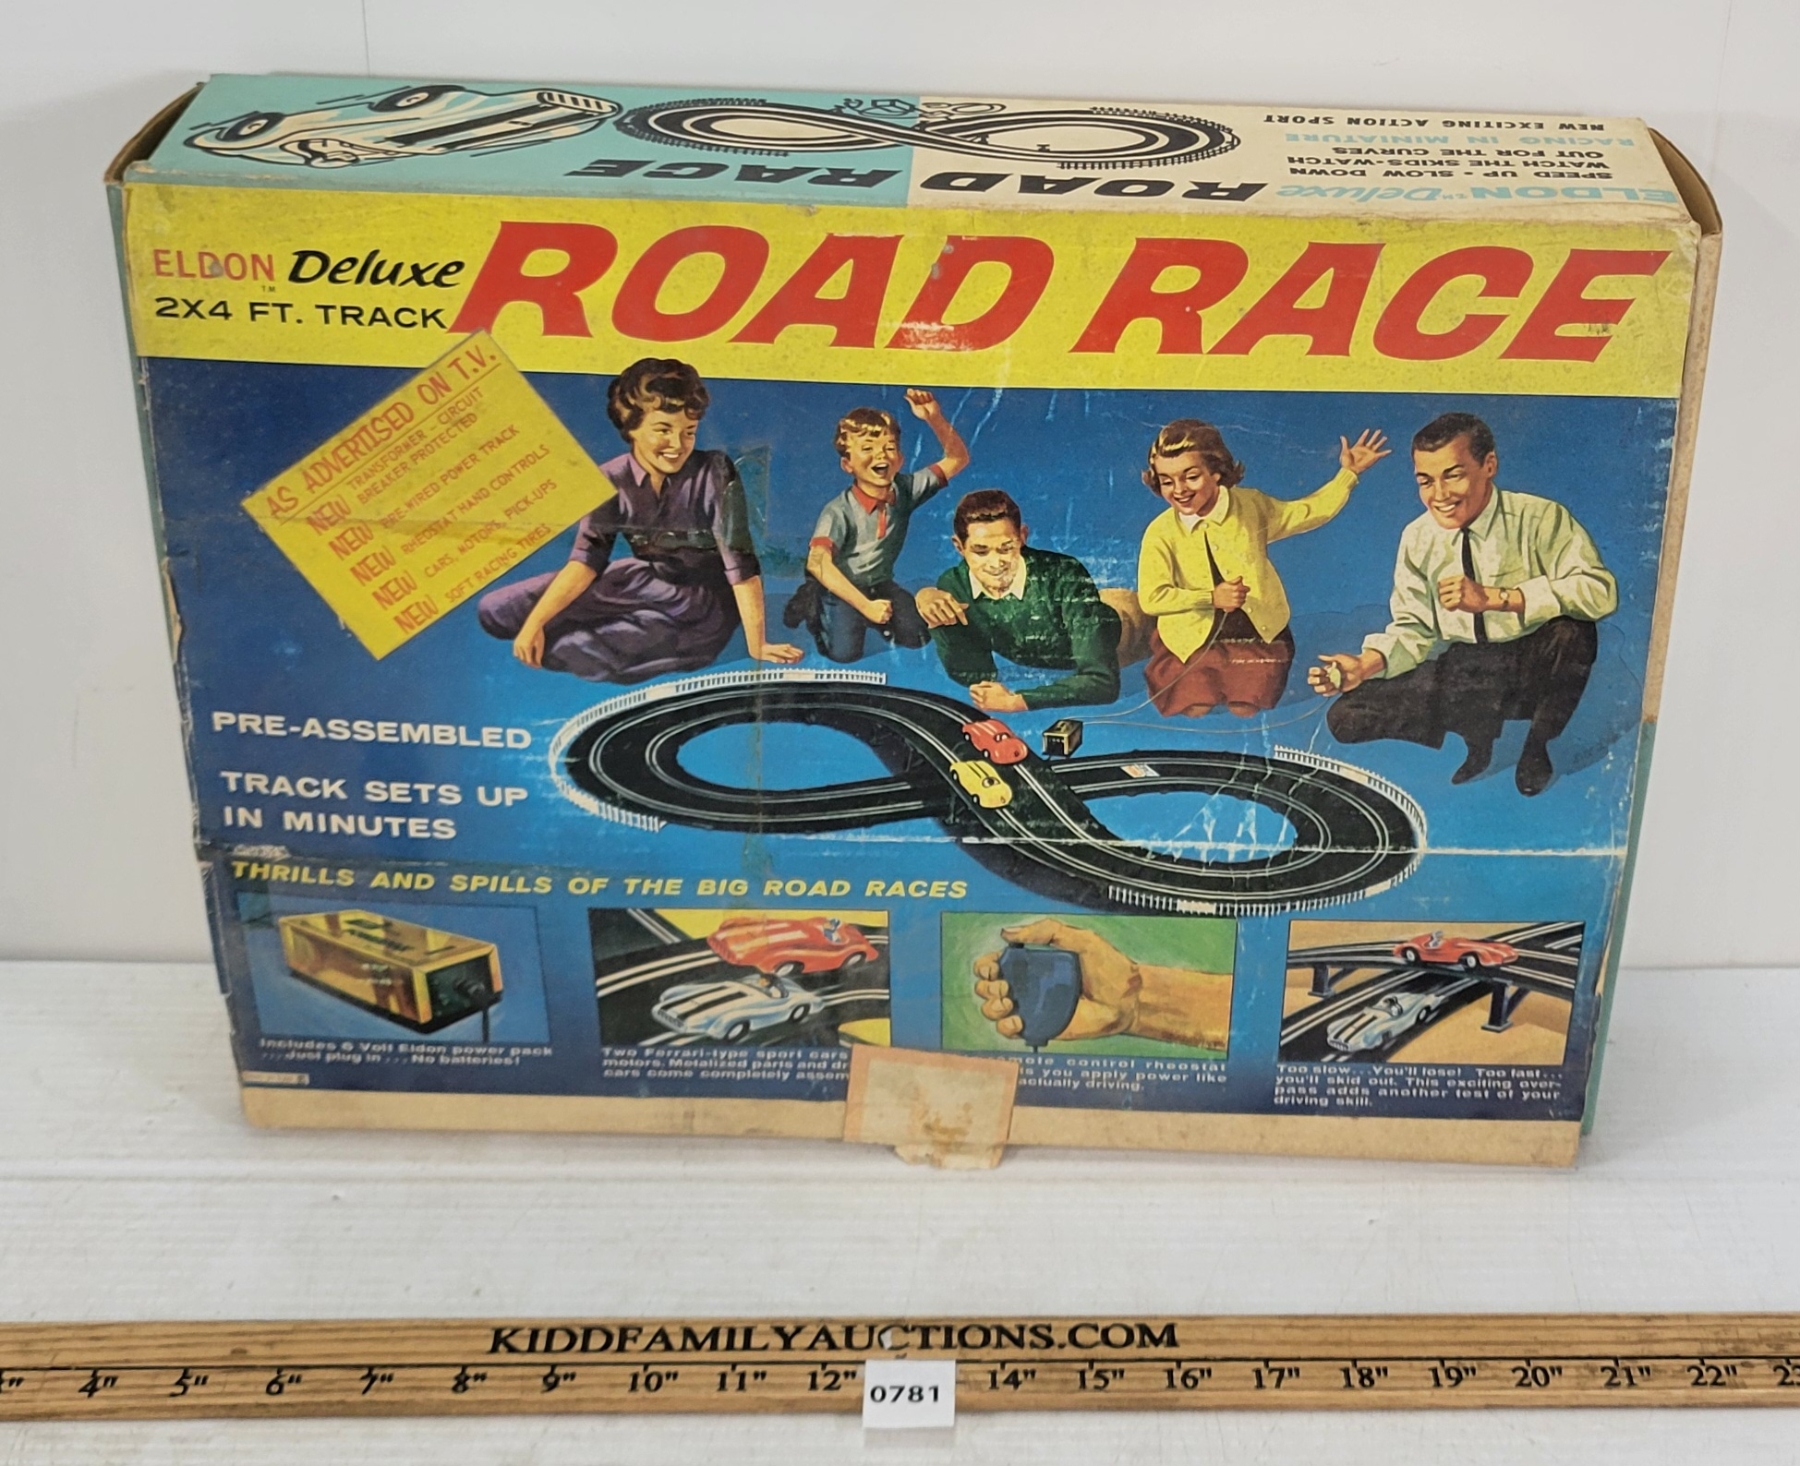 NEW EXCITING ACTION SPORT
RACING IN MINIATURE
OUT FOR THE CURVES
WATCH THE SKIDS-WATCH
SPEED UP - SLOW DOWN
ELDON™ Deluxe
ROAD RACE
ELDON™ Deluxe
2X4 FT. TRACK
ROAD RACE
AS ADVERTISED ON T.V.
NEW TRANSFORMER - CIRCUIT
BREAKER PROTECTED
NEW PRE-WIRED POWER TRACK
NEW RHEOSTAT HAND CONTROLS
NEW CARS, MOTORS, PICK-UPS
NEW SOFT RACING TIRES
PRE-ASSEMBLED
TRACK SETS UP
IN MINUTES
THRILLS AND SPILLS OF THE BIG ROAD RACES
Includes 6 Volt Eldon power pack
...Just plug in... No batteries!
Two Ferrari-type sport cars
motors. Metalized parts and dr
cars come completely assem
mote control rheostat
ls you apply power like
actually driving.
Too slow...You'll lose! Too fast...
you'll skid out. This exciting over-
pass adds another test of your
driving skill.
KIDDFAMILYAUCTIONS.COM
4" 5" 6" 7" 8" 9" 10" 11" 12" 14" 15" 16" 17" 18" 19" 20" 21" 22" 23
0781